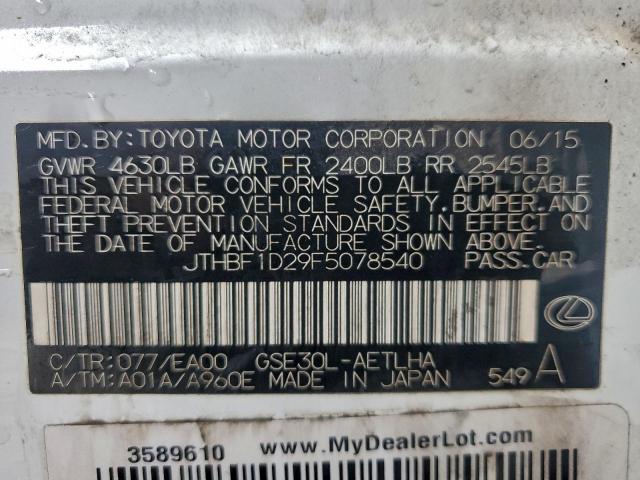 MFD.BY:TOYOTA MOTOR CORPORATION 06/15
GVWR 4630LB GAWR FR 2400LB RR 2545LB
THIS VEHICLE CONFORMS TO ALL APPLICABLE
FEDERAL MOTOR VEHICLE SAFETY,BUMPER,AND
THEFT PREVENTION STANDARDS IN EFFECT ON
THE DATE OF MANUFACTURE SHOWN ABOVE.
JTHBF1D29F5078540 PASS.CAR
C/TR:077/EA00 GSE30L-AETLHA
A/TM:A01A/A960E MADE IN JAPAN 549 A
3589610 www.MyDealerLot.com